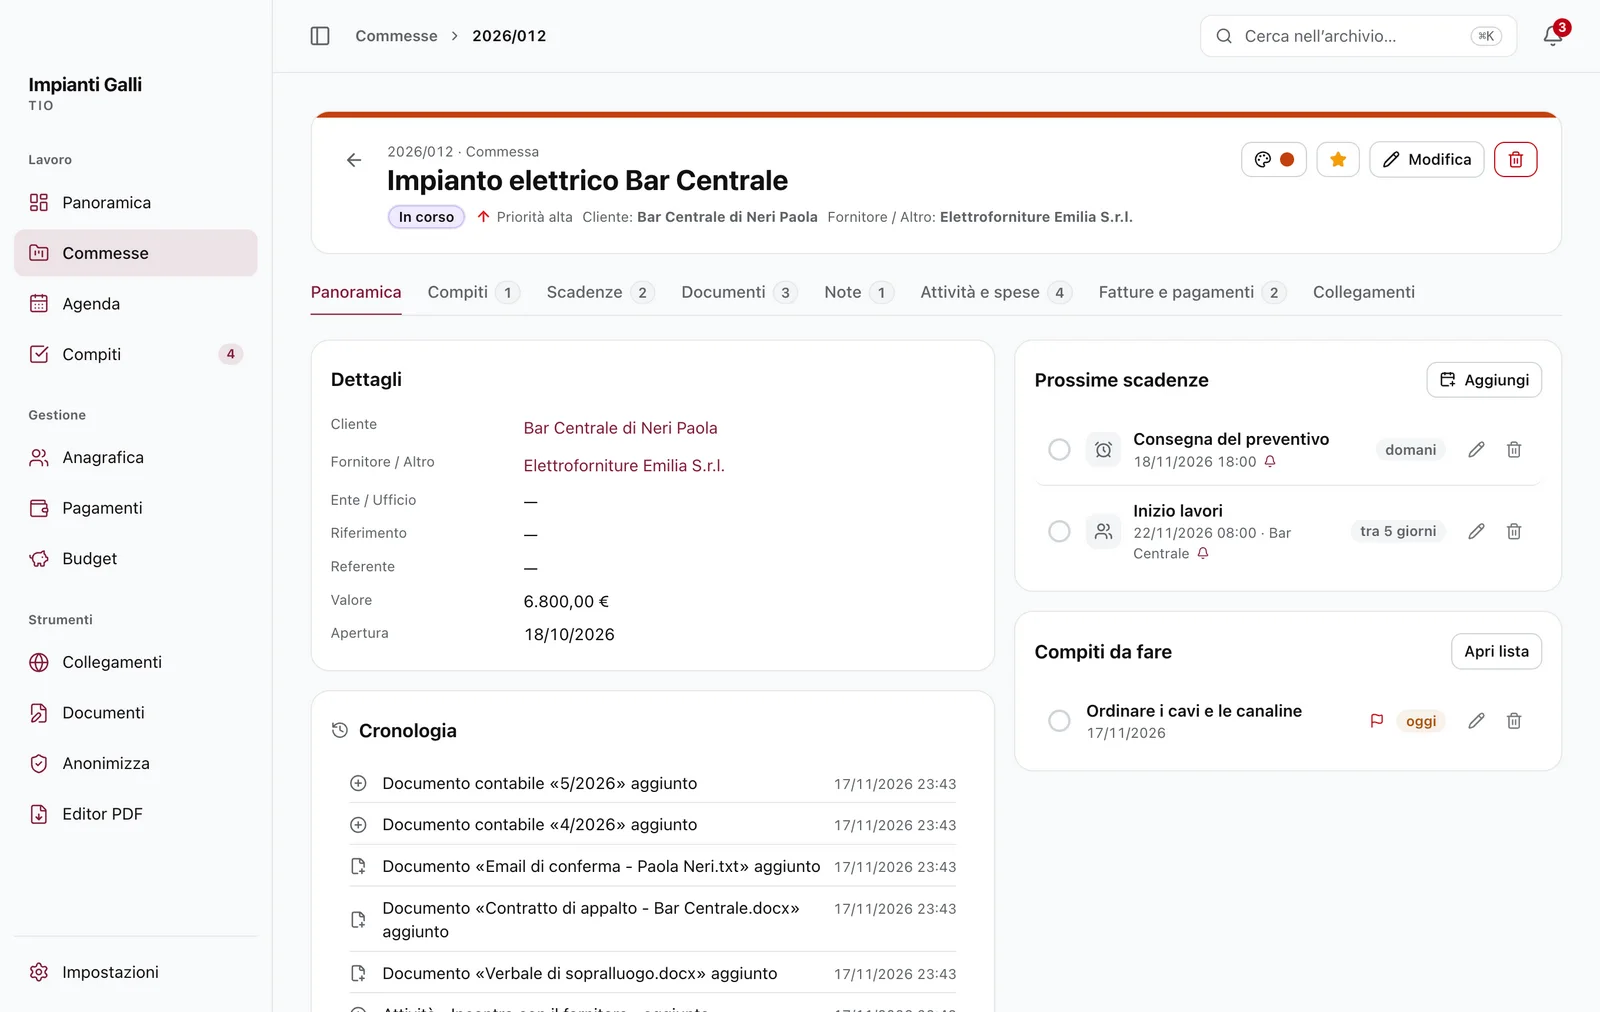 Impianti Galli
TIO
Lavoro
Panoramica
Commesse
Agenda
Compiti 4
Gestione
Anagrafica
Pagamenti
Budget
Strumenti
Collegamenti
Documenti
Anonimizza
Editor PDF
Impostazioni
Commesse > 2026/012
Cerca nell'archivio... ⌘K
3
2026/012 · Commessa
Impianto elettrico Bar Centrale
In corso Priorità alta Cliente: Bar Centrale di Neri Paola Fornitore / Altro: Elettroforniture Emilia S.r.l.
Modifica
Panoramica Compiti 1 Scadenze 2 Documenti 3 Note 1 Attività e spese 4 Fatture e pagamenti 2 Collegamenti
Dettagli
Cliente Bar Centrale di Neri Paola
Fornitore / Altro Elettroforniture Emilia S.r.l.
Ente / Ufficio —
Riferimento —
Referente —
Valore 6.800,00 €
Apertura 18/10/2026
Cronologia
Documento contabile «5/2026» aggiunto 17/11/2026 23:43
Documento contabile «4/2026» aggiunto 17/11/2026 23:43
Documento «Email di conferma - Paola Neri.txt» aggiunto 17/11/2026 23:43
Documento «Contratto di appalto - Bar Centrale.docx» 17/11/2026 23:43
aggiunto
Documento «Verbale di sopralluogo.docx» aggiunto 17/11/2026 23:43
Prossime scadenze
Aggiungi
Consegna del preventivo
18/11/2026 18:00
domani
Inizio lavori
22/11/2026 08:00 · Bar
Centrale
tra 5 giorni
Compiti da fare
Apri lista
Ordinare i cavi e le canaline
17/11/2026
oggi